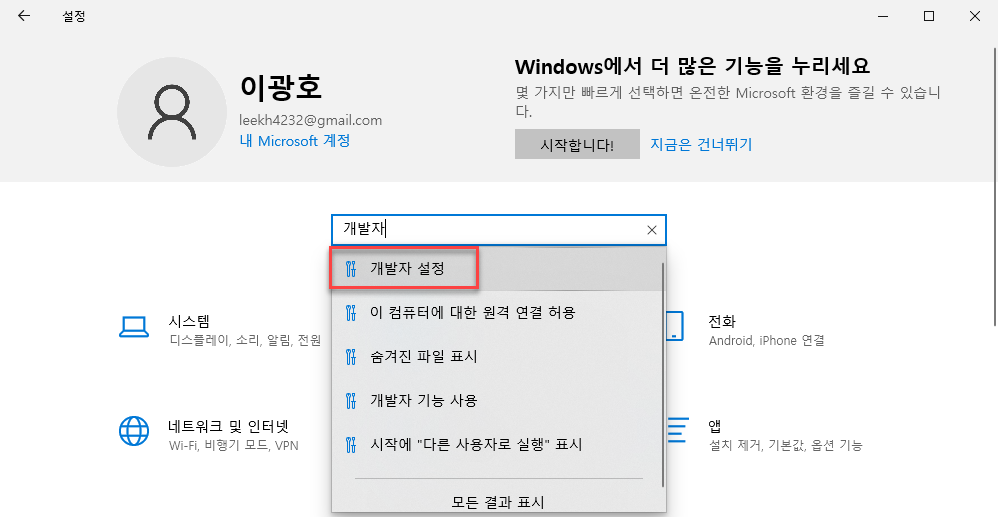 설정
이광호
leekh4232@gmail.com
내 Microsoft 계정
Windows에서 더 많은 기능을 누리세요
몇 가지만 빠르게 선택하면 온전한 Microsoft 환경을 즐길 수 있습니
다.
시작합니다!
지금은 건너뛰기
개발자
개발자 설정
이 컴퓨터에 대한 원격 연결 허용
숨겨진 파일 표시
개발자 기능 사용
시작에 "다른 사용자로 실행" 표시
모든 결과 표시
시스템
디스플레이, 소리, 알림, 전원
전화
Android, iPhone 연결
네트워크 및 인터넷
Wi-Fi, 비행기 모드, VPN
앱
설치 제거, 기본값, 옵션 기능